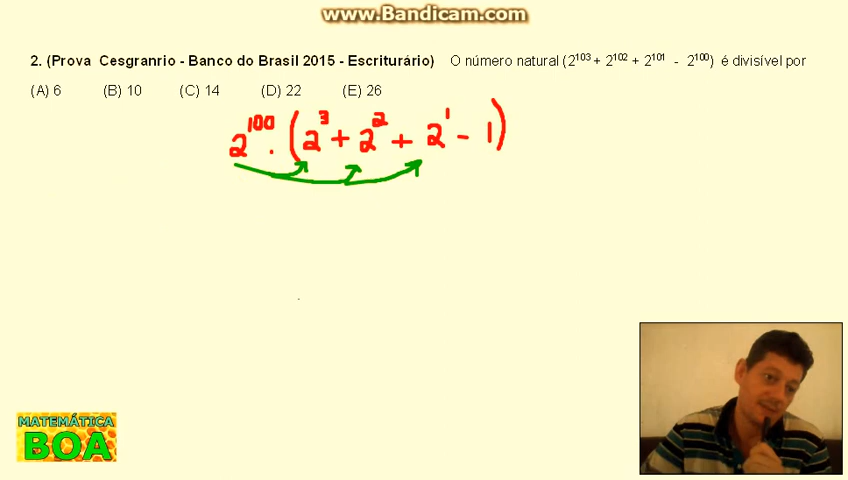 www.Bandicam.com
2. (Prova Cesgranrio - Banco do Brasil 2015 - Escriturário) O número natural (2¹⁰³ + 2¹⁰² + 2¹⁰¹ - 2¹⁰⁰) é divisível por
(A) 6 (B) 10 (C) 14 (D) 22 (E) 26
2¹⁰⁰ . (2³ + 2² + 2¹ - 1)
MATEMÁTICA
BOA